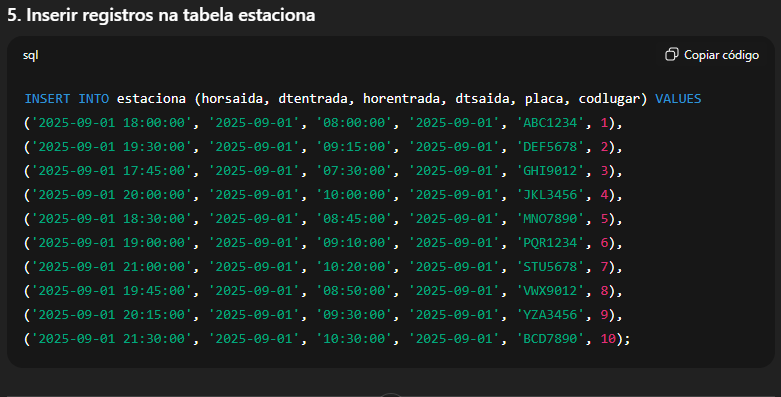 5. Inserir registros na tabela estaciona
sql
Copiar código
INSERT INTO estaciona (horsaida, dtentrada, horentrada, dtsaida, placa, codlugar) VALUES
('2025-09-01 18:00:00', '2025-09-01', '08:00:00', '2025-09-01', 'ABC1234', 1),
('2025-09-01 19:30:00', '2025-09-01', '09:15:00', '2025-09-01', 'DEF5678', 2),
('2025-09-01 17:45:00', '2025-09-01', '07:30:00', '2025-09-01', 'GHI9012', 3),
('2025-09-01 20:00:00', '2025-09-01', '10:00:00', '2025-09-01', 'JKL3456', 4),
('2025-09-01 18:30:00', '2025-09-01', '08:45:00', '2025-09-01', 'MNO7890', 5),
('2025-09-01 19:00:00', '2025-09-01', '09:10:00', '2025-09-01', 'PQR1234', 6),
('2025-09-01 21:00:00', '2025-09-01', '10:20:00', '2025-09-01', 'STU5678', 7),
('2025-09-01 19:45:00', '2025-09-01', '08:50:00', '2025-09-01', 'VWX9012', 8),
('2025-09-01 20:15:00', '2025-09-01', '09:30:00', '2025-09-01', 'YZA3456', 9),
('2025-09-01 21:30:00', '2025-09-01', '10:30:00', '2025-09-01', 'BCD7890', 10);